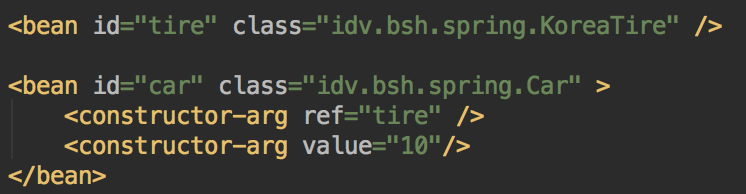 <bean id="tire" class="idv.bsh.spring.KoreaTire" />
<bean id="car" class="idv.bsh.spring.Car" >
<constructor-arg ref="tire" />
<constructor-arg value="10"/>
</bean>